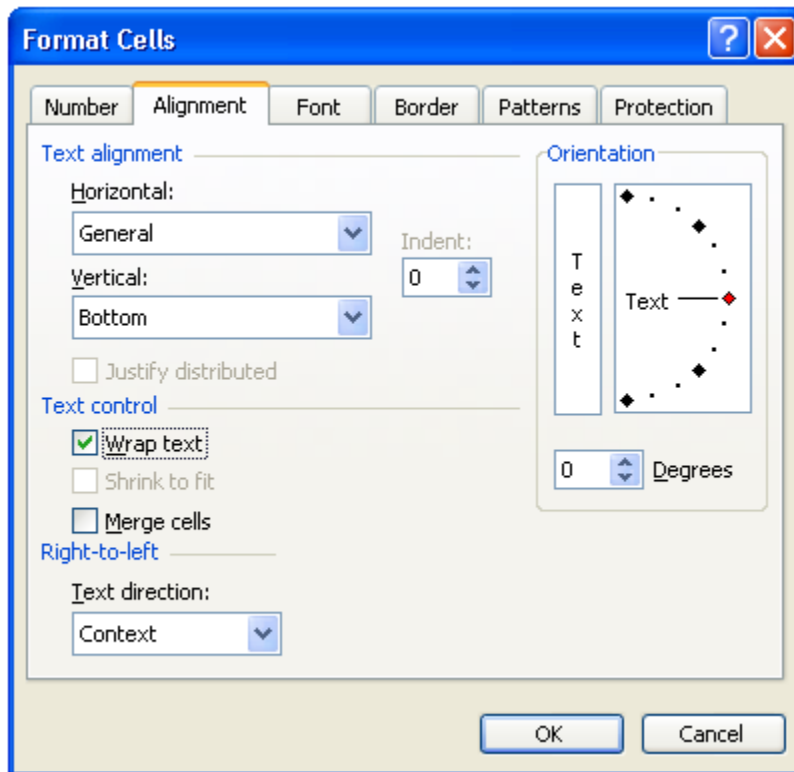 Format Cells
Number Alignment Font Border Patterns Protection
Text alignment
Horizontal:
General
Indent:
0
Vertical:
Bottom
Justify distributed
Text control
Wrap text
Shrink to fit
Merge cells
Right-to-left
Text direction:
Context
Orientation
Text
Text
0 Degrees
OK Cancel